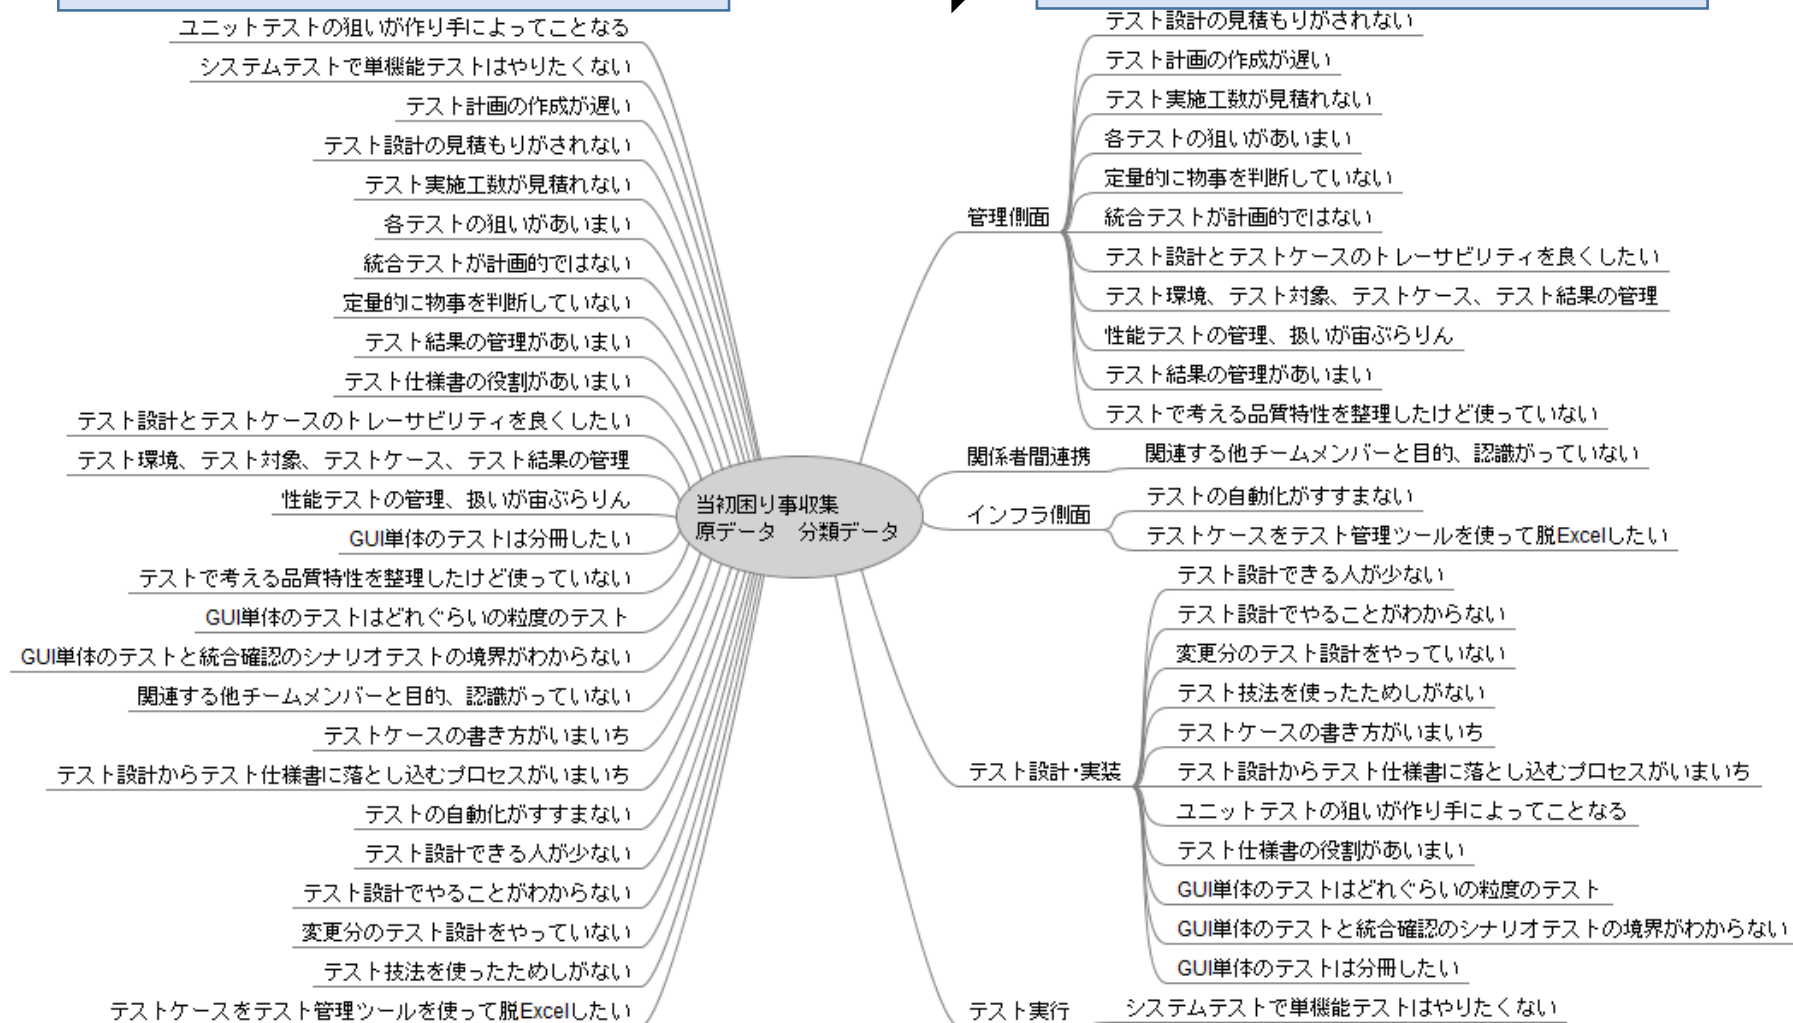 ユニットテストの狙いが作り手によってことなる
システムテストで単機能テストはやりたくない
テスト計画の作成が遅い
テスト設計の見積もりがされない
テスト実施工数が見積れない
各テストの狙いがあいまい
統合テストが計画的ではない
定量的に物事を判断していない
テスト結果の管理があいまい
テスト仕様書の役割があいまい
テスト設計とテストケースのトレーサビリティを良くしたい
テスト環境、テスト対象、テストケース、テスト結果の管理
性能テストの管理、扱いが宙ぶらりん
GUI単体のテストは分冊したい
テストで考える品質特性を整理したけど使っていない
GUI単体のテストはどれぐらいの粒度のテスト
GUI単体のテストと統合確認のシナリオテストの境界がわからない
関連する他チームメンバーと目的、認識がっていない
テストケースの書き方がいまいち
テスト設計からテスト仕様書に落とし込むプロセスがいまいち
テストの自動化がすすまない
テスト設計できる人が少ない
テスト設計でやることがわからない
変更分のテスト設計をやっていない
テスト技法を使ったためしがない
テストケースをテスト管理ツールを使って脱Excelしたい
当初困り事収集
原データ　分類データ
管理側面
テスト設計の見積もりがされない
テスト計画の作成が遅い
テスト実施工数が見積れない
各テストの狙いがあいまい
定量的に物事を判断していない
統合テストが計画的ではない
テスト設計とテストケースのトレーサビリティを良くしたい
テスト環境、テスト対象、テストケース、テスト結果の管理
性能テストの管理、扱いが宙ぶらりん
テスト結果の管理があいまい
テストで考える品質特性を整理したけど使っていない
関係者間連携
関連する他チームメンバーと目的、認識がっていない
インフラ側面
テストの自動化がすすまない
テストケースをテスト管理ツールを使って脱Excelしたい
テスト設計・実装
テスト設計できる人が少ない
テスト設計でやることがわからない
変更分のテスト設計をやっていない
テスト技法を使ったためしがない
テストケースの書き方がいまいち
テスト設計からテスト仕様書に落とし込むプロセスがいまいち
ユニットテストの狙いが作り手によってことなる
テスト仕様書の役割があいまい
GUI単体のテストはどれぐらいの粒度のテスト
GUI単体のテストと統合確認のシナリオテストの境界がわからない
GUI単体のテストは分冊したい
テスト実行
システムテストで単機能テストはやりたくない